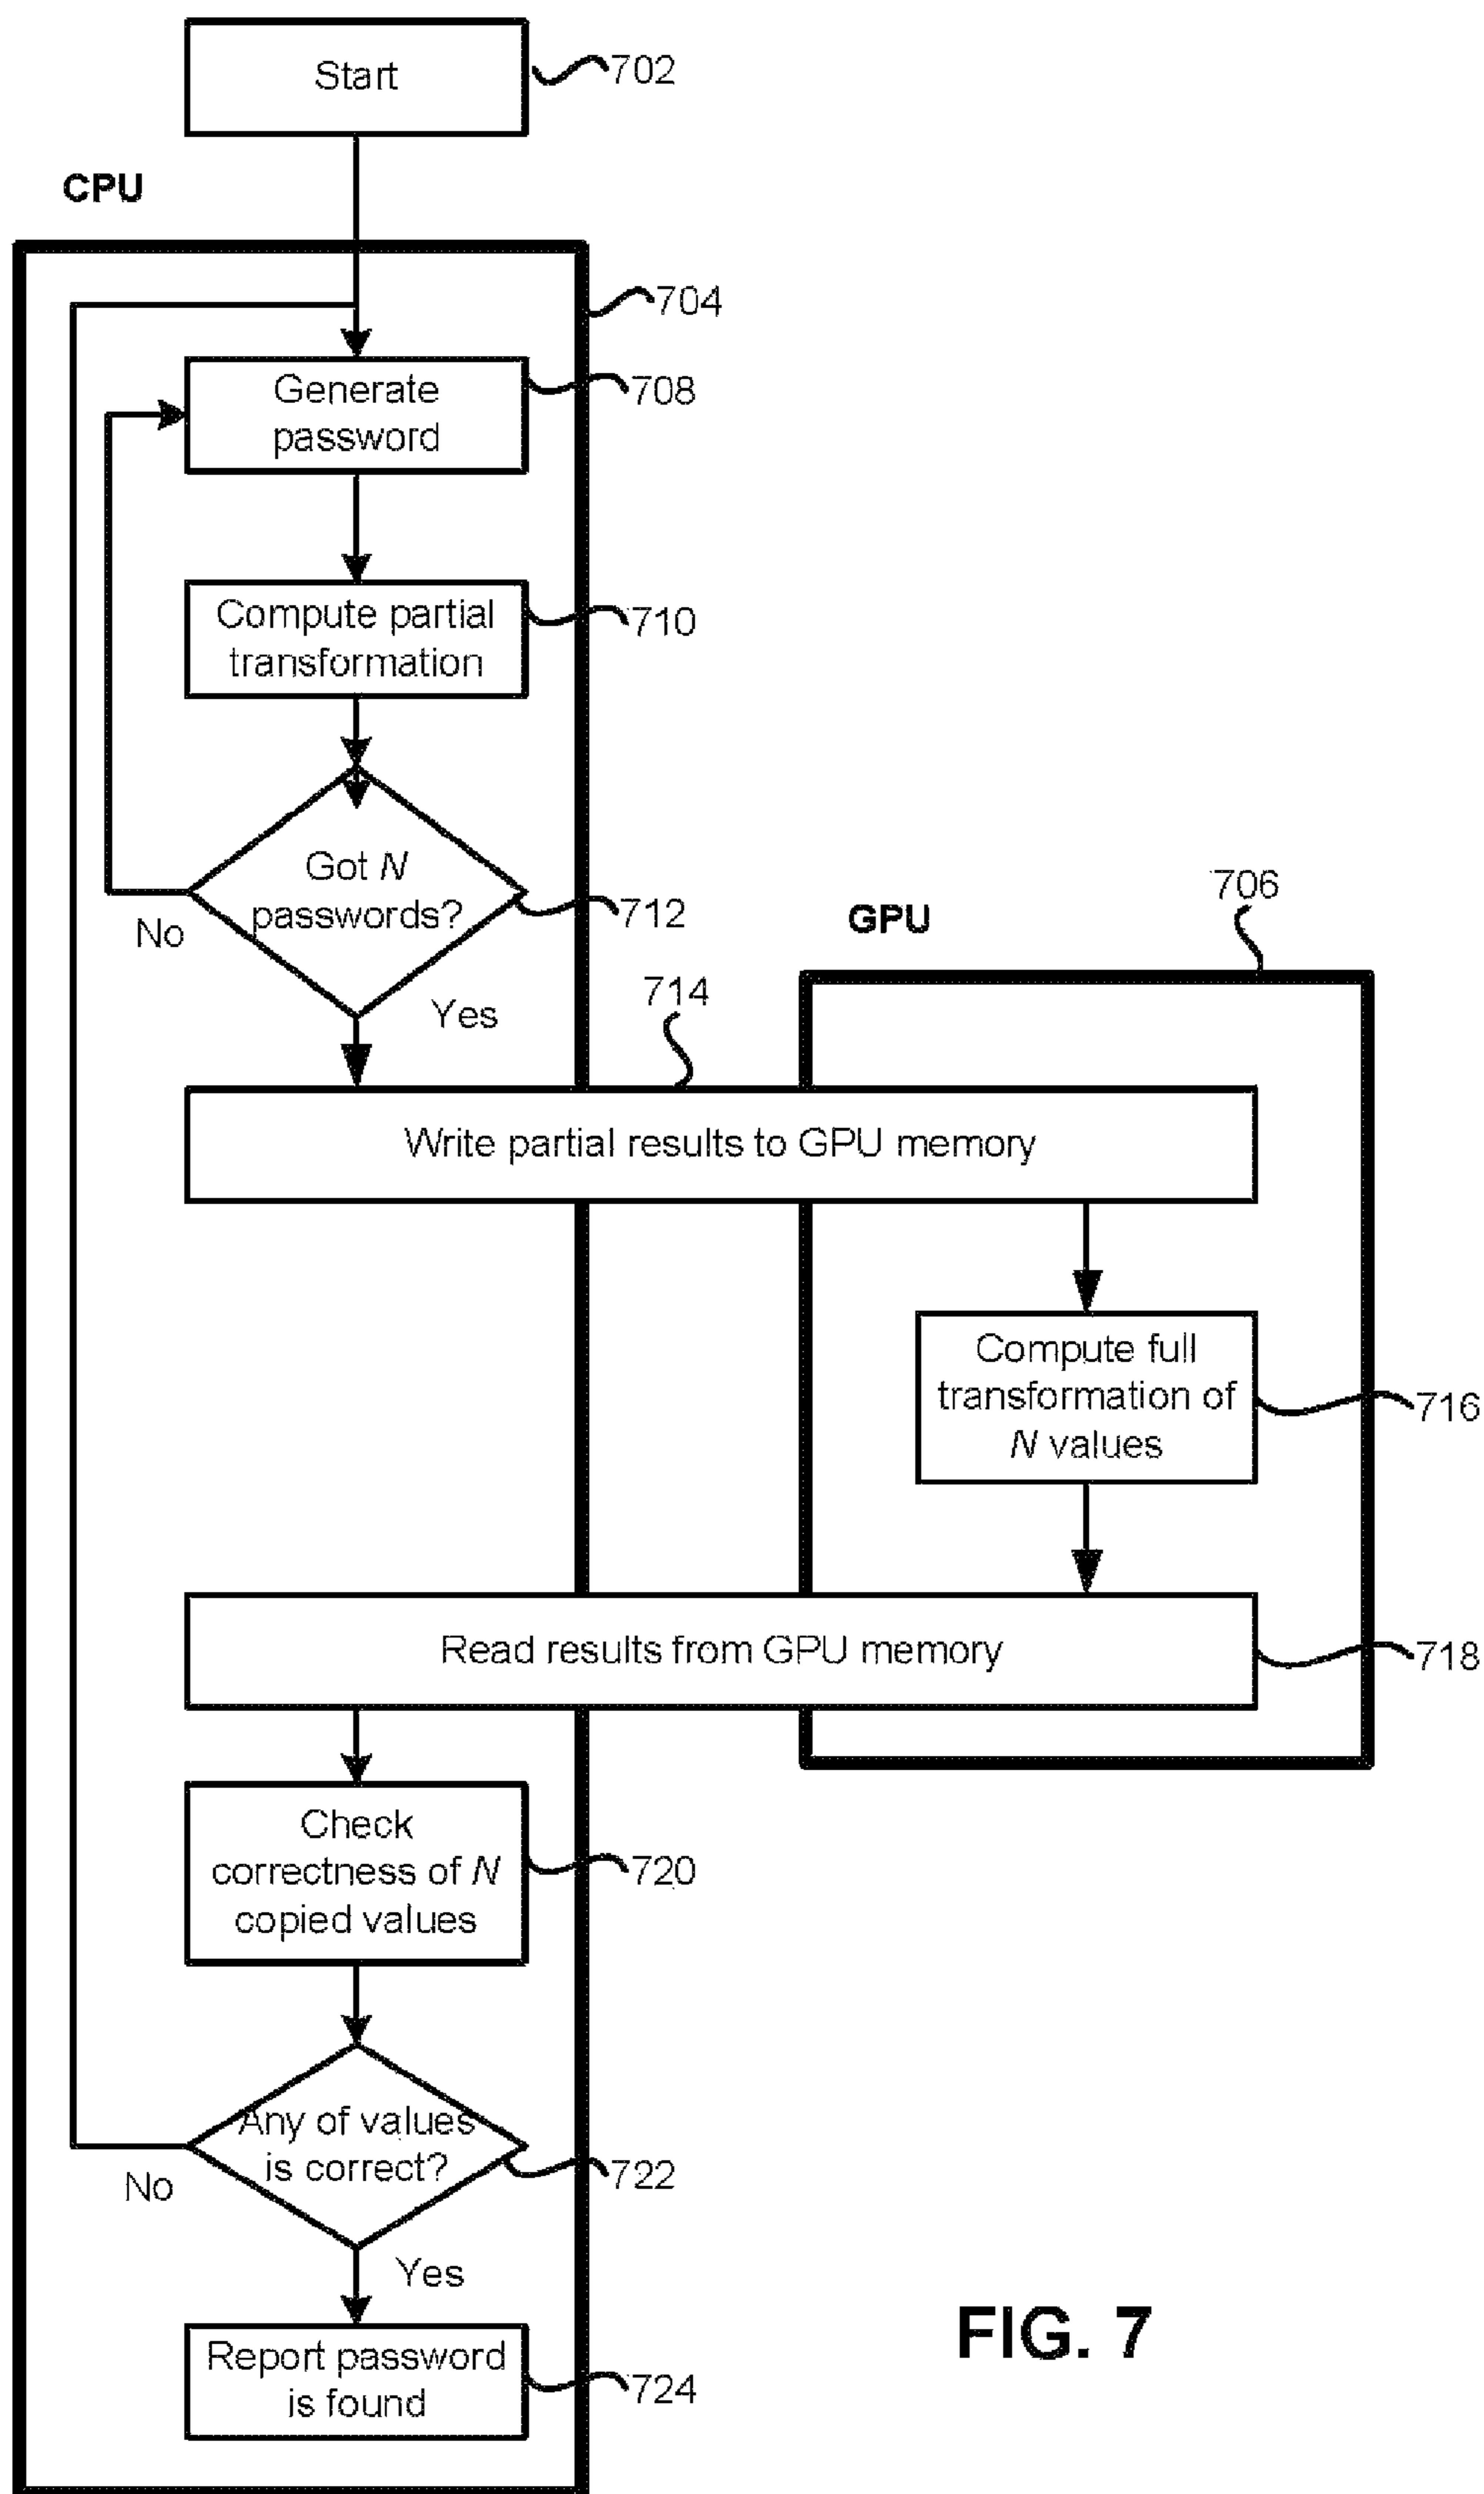 Start
702
CPU
704
Generate
password
708
Compute partial
transformation
710
Got N
passwords?
712
No
Yes
706
GPU
714
Write partial results to GPU memory
Compute full
transformation of
N values
716
Read results from GPU memory
718
Check
correctness of N
copied values
720
Any of values
is correct?
722
No
Yes
Report password
is found
724
FIG. 7